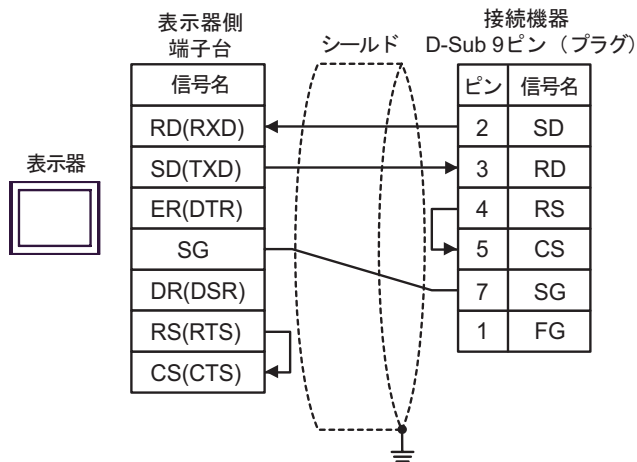 表示器側
端子台
シールド
接続機器
D-Sub 9ピン（プラグ）
信号名
ピン 信号名
RD(RXD)
2 SD
表示器
SD(TXD)
3 RD
ER(DTR)
4 RS
SG
5 CS
DR(DSR)
7 SG
RS(RTS)
1 FG
CS(CTS)